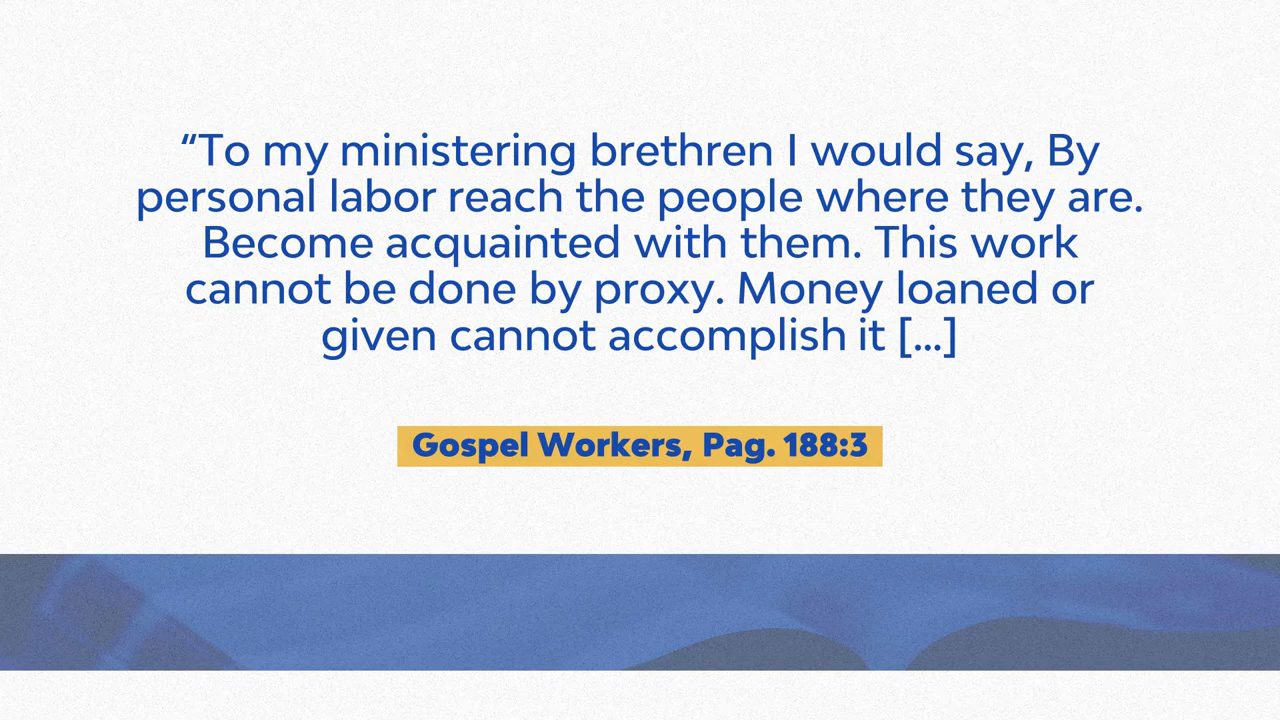 “To my ministering brethren I would say, By
personal labor reach the people where they are.
Become acquainted with them. This work
cannot be done by proxy. Money loaned or
given cannot accomplish it [...]
Gospel Workers, Pag. 188:3